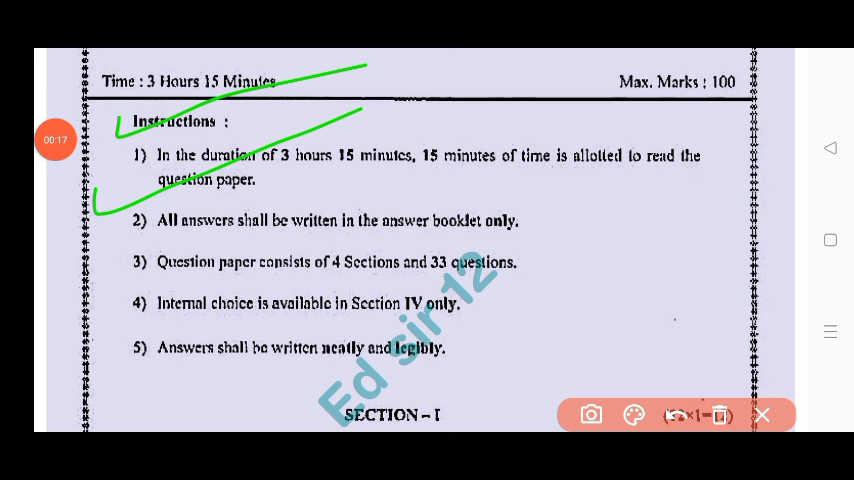 Time : 3 Hours 15 Minutes Max. Marks : 100
00:17
Instructions :
1) In the duration of 3 hours 15 minutes, 15 minutes of time is allotted to read the
question paper.
2) All answers shall be written in the answer booklet only.
3) Question paper consists of 4 Sections and 33 questions.
4) Internal choice is available in Section IV only.
5) Answers shall be written neatly and legibly.
Ed sir 12
SECTION – I (12×1=12)